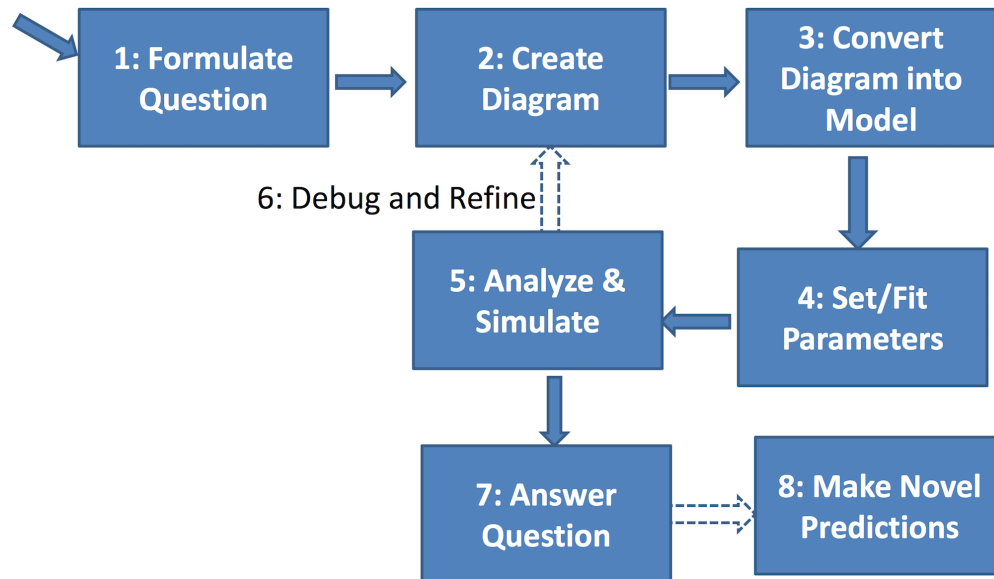 1: Formulate
Question
2: Create
Diagram
3: Convert
Diagram into
Model
4: Set/Fit
Parameters
5: Analyze &
Simulate
6: Debug and Refine
7: Answer
Question
8: Make Novel
Predictions